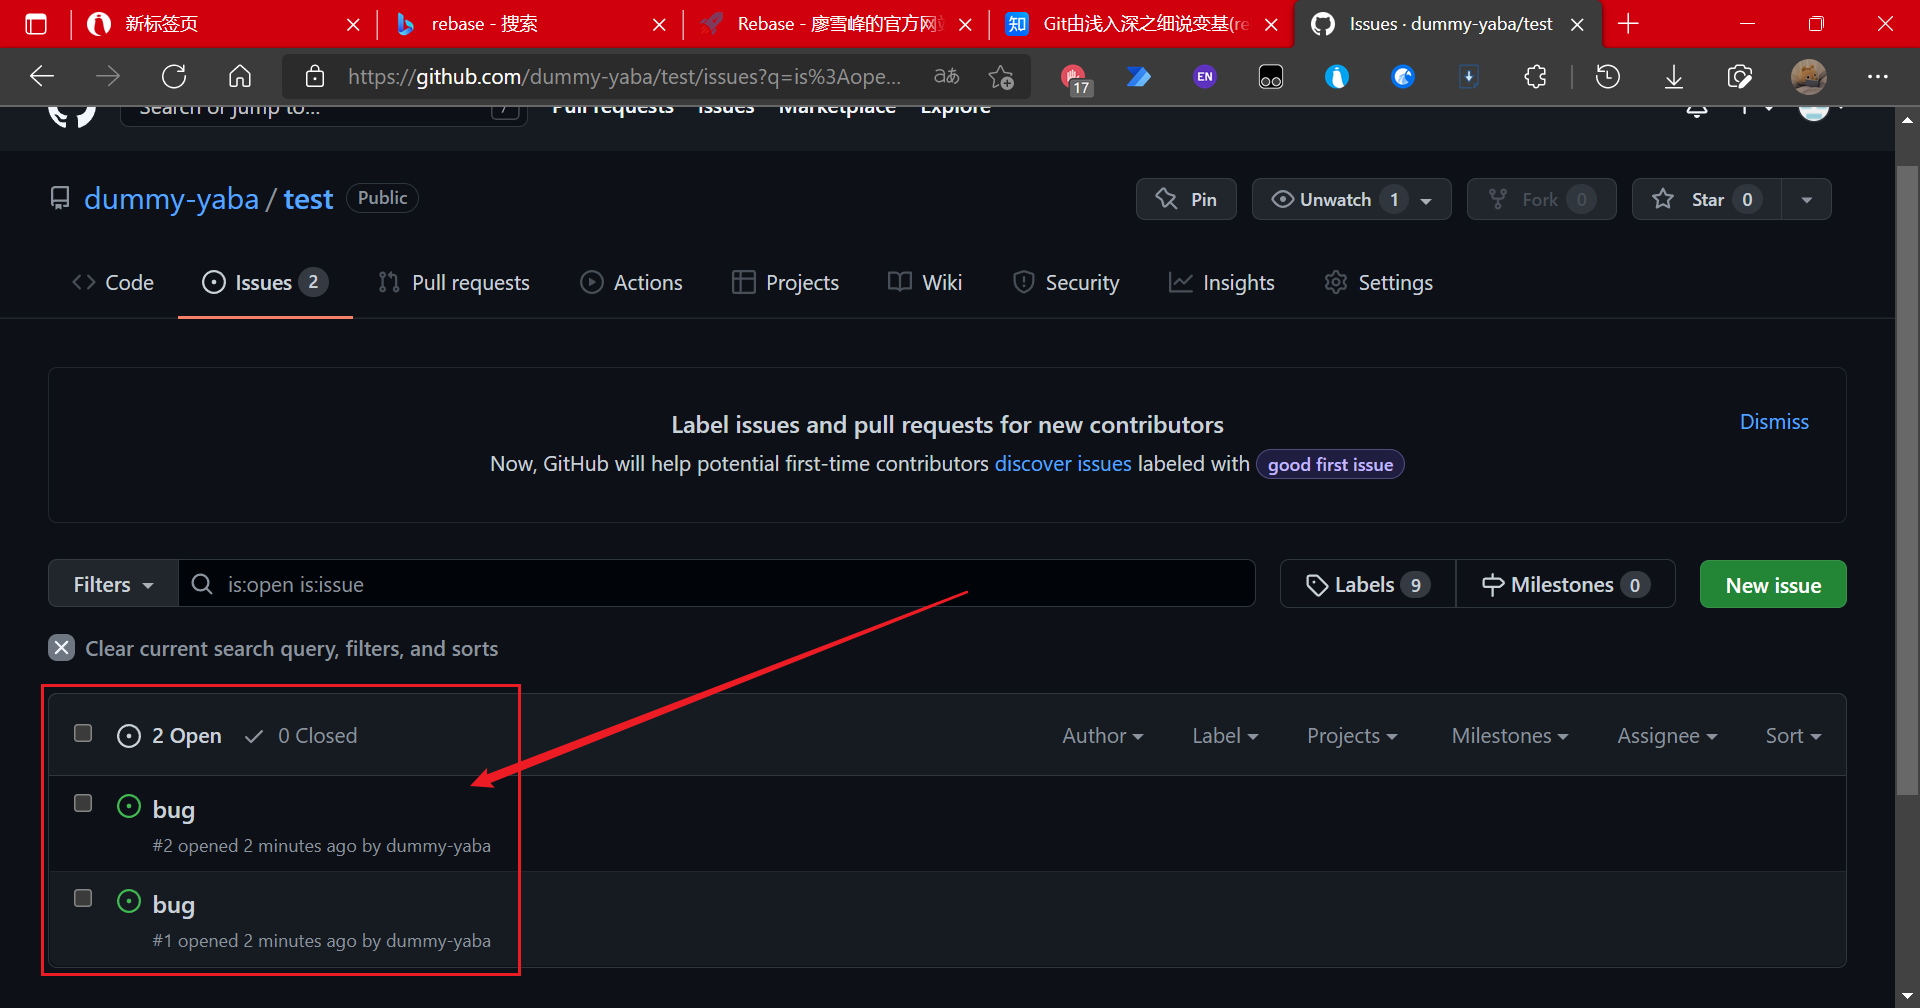 新标签页
rebase - 搜索
Rebase - 廖雪峰的官方网
Git由浅入深之细说变基(re
Issues · dummy-yaba/test
https://github.com/dummy-yaba/test/issues?q=is%3Aope...
aあ
17
EN
Search or jump to...
/
Pull requests
Issues
Marketplace
Explore
dummy-yaba / test
Public
Pin
Unwatch 1
Fork 0
Star 0
Code
Issues 2
Pull requests
Actions
Projects
Wiki
Security
Insights
Settings
Label issues and pull requests for new contributors
Dismiss
Now, GitHub will help potential first-time contributors discover issues labeled with good first issue
Filters
is:open is:issue
Labels 9
Milestones 0
New issue
Clear current search query, filters, and sorts
2 Open
0 Closed
Author
Label
Projects
Milestones
Assignee
Sort
bug
#2 opened 2 minutes ago by dummy-yaba
bug
#1 opened 2 minutes ago by dummy-yaba